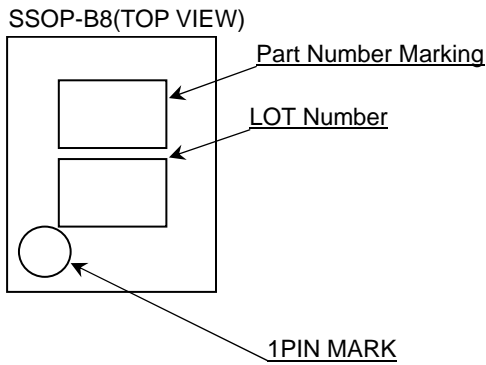 SSOP-B8(TOP VIEW)
Part Number Marking
LOT Number
1PIN MARK